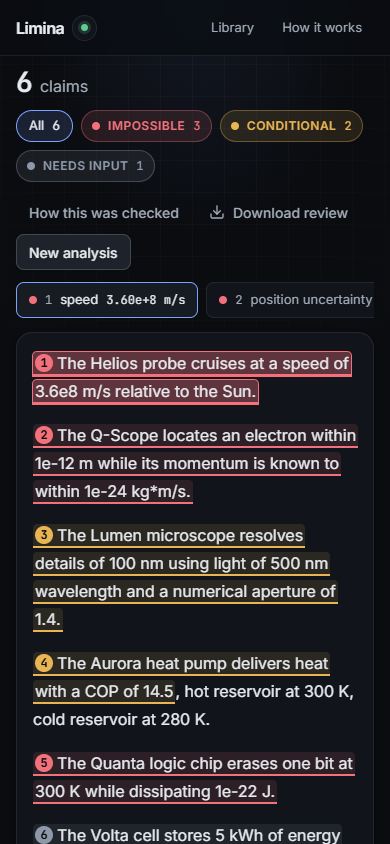 Limina Library How it works
6 claims
All 6 IMPOSSIBLE 3 CONDITIONAL 2
NEEDS INPUT 1
How this was checked Download review
New analysis
1 speed 3.60e+8 m/s 2 position uncertainty
1 The Helios probe cruises at a speed of
3.6e8 m/s relative to the Sun.
2 The Q-Scope locates an electron within
1e-12 m while its momentum is known to
within 1e-24 kg*m/s.
3 The Lumen microscope resolves
details of 100 nm using light of 500 nm
wavelength and a numerical aperture of
1.4.
4 The Aurora heat pump delivers heat
with a COP of 14.5, hot reservoir at 300 K,
cold reservoir at 280 K.
5 The Quanta logic chip erases one bit at
300 K while dissipating 1e-22 J.
6 The Volta cell stores 5 kWh of energy